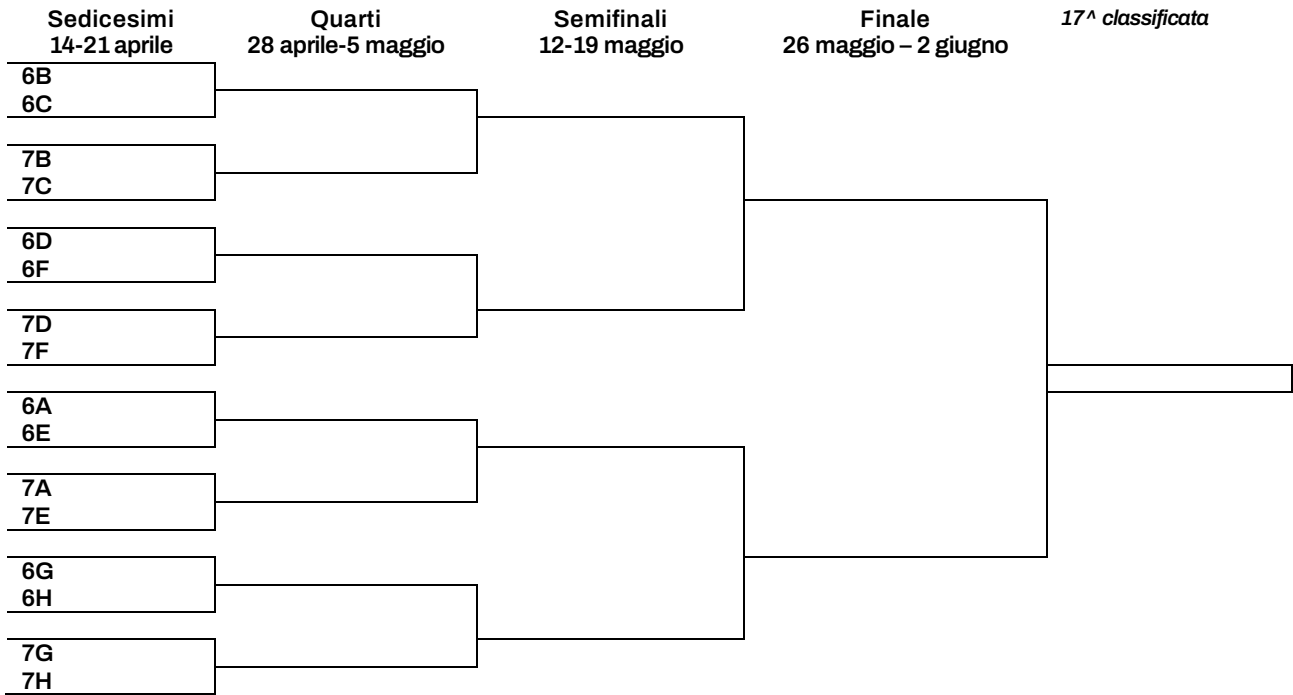 Sedicesimi
14-21 aprile
Quarti
28 aprile-5 maggio
Semifinali
12-19 maggio
Finale
26 maggio – 2 giugno
17^ classificata
6B
6C
7B
7C
6D
6F
7D
7F
6A
6E
7A
7E
6G
6H
7G
7H